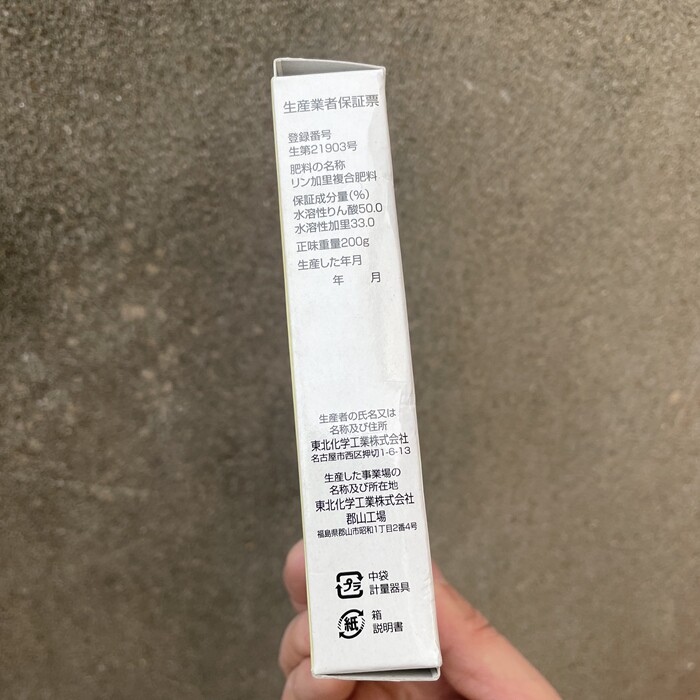 生産業者保証票
登録番号
生第21903号
肥料の名称
リン加里複合肥料
保証成分量(%)
水溶性りん酸50.0
水溶性加里33.0
正味重量200g
生産した年月
年 月
生産者の氏名又は
名称及び住所
東北化学工業株式会社
名古屋市西区押切1-6-13
生産した事業場の
名称及び所在地
東北化学工業株式会社
郡山工場
福島県郡山市昭和1丁目2番4号
プラ
中袋
計量器具
紙
箱
説明書